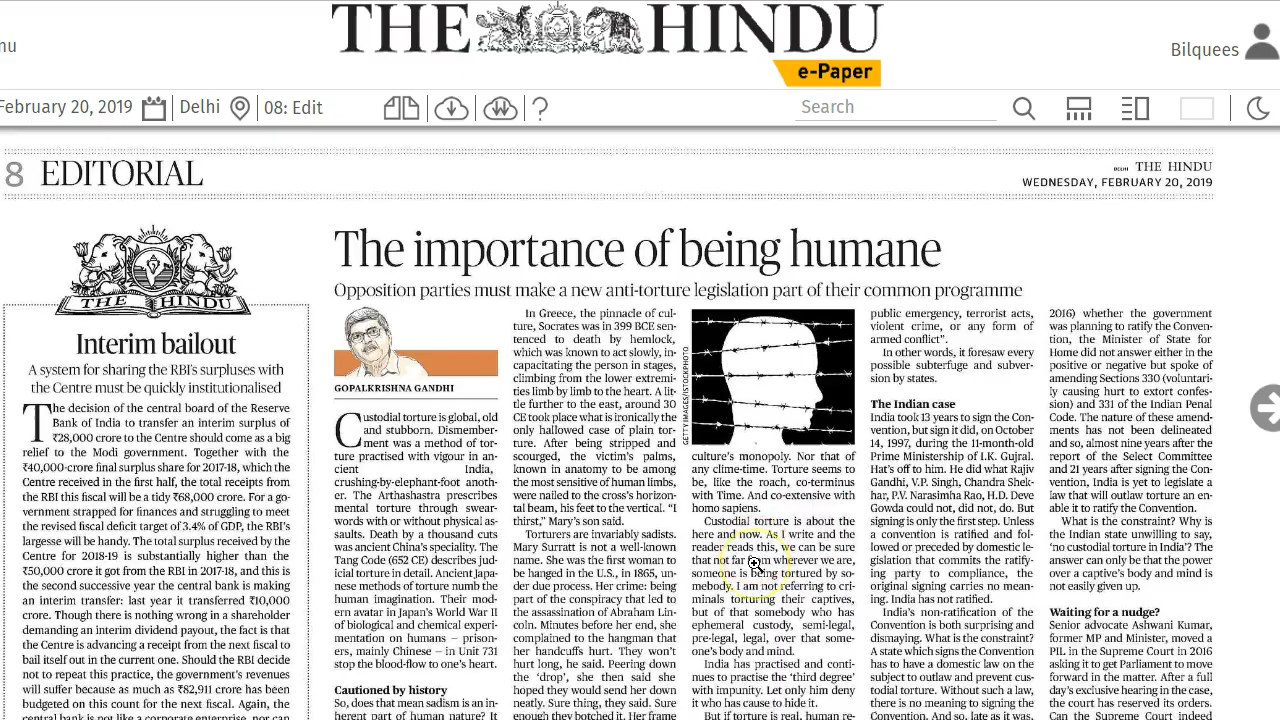 THE HINDU
e-Paper
nu
Bilquees
February 20, 2019
Delhi
08: Edit
?
Search
8 EDITORIAL
DELHI THE HINDU
WEDNESDAY, FEBRUARY 20, 2019
THE HINDU
Interim bailout
A system for sharing the RBI's surpluses with
the Centre must be quickly institutionalised
The decision of the central board of the Reserve
Bank of India to transfer an interim surplus of
₹28,000 crore to the Centre should come as a big
relief to the Modi government. Together with the
₹40,000-crore final surplus share for 2017-18, which the
Centre received in the first half, the total receipts from
the RBI this fiscal will be a tidy ₹68,000 crore. For a go-
vernment strapped for finances and struggling to meet
the revised fiscal deficit target of 3.4% of GDP, the RBI's
largesse will be handy. The total surplus received by the
Centre for 2018-19 is substantially higher than the
₹50,000 crore it got from the RBI in 2017-18, and this is
the second successive year the central bank is making
an interim transfer: last year it transferred ₹10,000
crore. Though there is nothing wrong in a shareholder
demanding an interim dividend payout, the fact is that
the Centre is advancing a receipt from the next fiscal to
bail itself out in the current one. Should the RBI decide
not to repeat this practice, the government's revenues
will suffer because as much as ₹82,911 crore has been
budgeted on this count for the next fiscal. Again, the
central bank is not like a corporate enterprise, nor can
The importance of being humane
Opposition parties must make a new anti-torture legislation part of their common programme
GOPALKRISHNA GANDHI
Custodial torture is global, old
and stubborn. Dismember-
ment was a method of tor-
ture practised with vigour in an-
cient India,
crushing-by-elephant-foot anoth-
er. The Arthashastra prescribes
mental torture through swear-
words with or without physical as-
saults. Death by a thousand cuts
was ancient China's speciality. The
Tang Code (652 CE) describes jud-
icial torture in detail. Ancient Japa-
nese methods of torture numb the
human imagination. Their mod-
ern avatar in Japan's World War II
of biological and chemical experi-
mentation on humans – prison-
ers, mainly Chinese – in Unit 731
stop the blood-flow to one's heart.
Cautioned by history
So, does that mean sadism is an in-
herent part of human nature? It
In Greece, the pinnacle of cul-
ture, Socrates was in 399 BCE sen-
tenced to death by hemlock,
which was known to act slowly, in-
capacitating the person in stages,
climbing from the lower extremi-
ties limb by limb to the heart. A lit-
tle further to the east, around 30
CE took place what is ironically the
only hallowed case of plain tor-
ture. After being stripped and
scourged, the victim's palms,
known in anatomy to be among
the most sensitive of human limbs,
were nailed to the cross's horizon-
tal beam, his feet to the vertical. "I
thirst," Mary's son said.
Torturers are invariably sadists.
Mary Surratt is not a well-known
name. She was the first woman to
be hanged in the U.S., in 1865, un-
der due process. Her crime: being
part of the conspiracy that led to
the assassination of Abraham Lin-
coln. Minutes before her end, she
complained to the hangman that
her handcuffs hurt. They won't
hurt long, he said. Peering down
the 'drop', she then said she
hoped they would send her down
neatly. Sure thing, they said. Sure
enough they botched it. Her frame
GETTY IMAGES/ISTOCKPHOTO
culture's monopoly. Nor that of
any clime-time. Torture seems to
be, like the roach, co-terminus
with Time. And co-extensive with
homo sapiens.
Custodial torture is about the
here and now. As I write and the
reader reads this, we can be sure
that not far from wherever we are,
someone is being tortured by so-
mebody. I am not referring to cri-
minals torturing their captives,
but of that somebody who has
ephemeral custody, semi-legal,
pre-legal, legal, over that some-
one's body and mind.
India has practised and conti-
nues to practise the 'third degree'
with impunity. Let only him deny
it who has cause to hide it.
But if torture is real, human re-
public emergency, terrorist acts,
violent crime, or any form of
armed conflict".
In other words, it foresaw every
possible subterfuge and subver-
sion by states.
The Indian case
India took 13 years to sign the Con-
vention, but sign it did, on October
14, 1997, during the 11-month-old
Prime Ministership of I.K. Gujral.
Hat's off to him. He did what Rajiv
Gandhi, V.P. Singh, Chandra Shek-
har, P.V. Narasimha Rao, H.D. Deve
Gowda could not, did not, do. But
signing is only the first step. Unless
a convention is ratified and fol-
lowed or preceded by domestic le-
gislation that commits the ratify-
ing party to compliance, the
original signing carries no mean-
ing. India has not ratified.
India's non-ratification of the
Convention is both surprising and
dismaying. What is the constraint?
A state which signs the Convention
has to have a domestic law on the
subject to outlaw and prevent cus-
todial torture. Without such a law,
there is no meaning to signing the
Convention. And so, late as it was,
2016) whether the government
was planning to ratify the Conven-
tion, the Minister of State for
Home did not answer either in the
positive or negative but spoke of
amending Sections 330 (voluntari-
ly causing hurt to extort confes-
sion) and 331 of the Indian Penal
Code. The nature of these amend-
ments has not been delineated
and so, almost nine years after the
report of the Select Committee
and 21 years after signing the Con-
vention, India is yet to legislate a
law that will outlaw torture an en-
able it to ratify the Convention.
What is the constraint? Why is
the Indian state unwilling to say,
'no custodial torture in India'? The
answer can only be that the power
over a captive's body and mind is
not easily given up.
Waiting for a nudge?
Senior advocate Ashwani Kumar,
former MP and Minister, moved a
PIL in the Supreme Court in 2016
asking it to get Parliament to move
forward in the matter. After a full
day's exclusive hearing in the case,
the court has reserved its orders.
Can the Supreme Court indeed